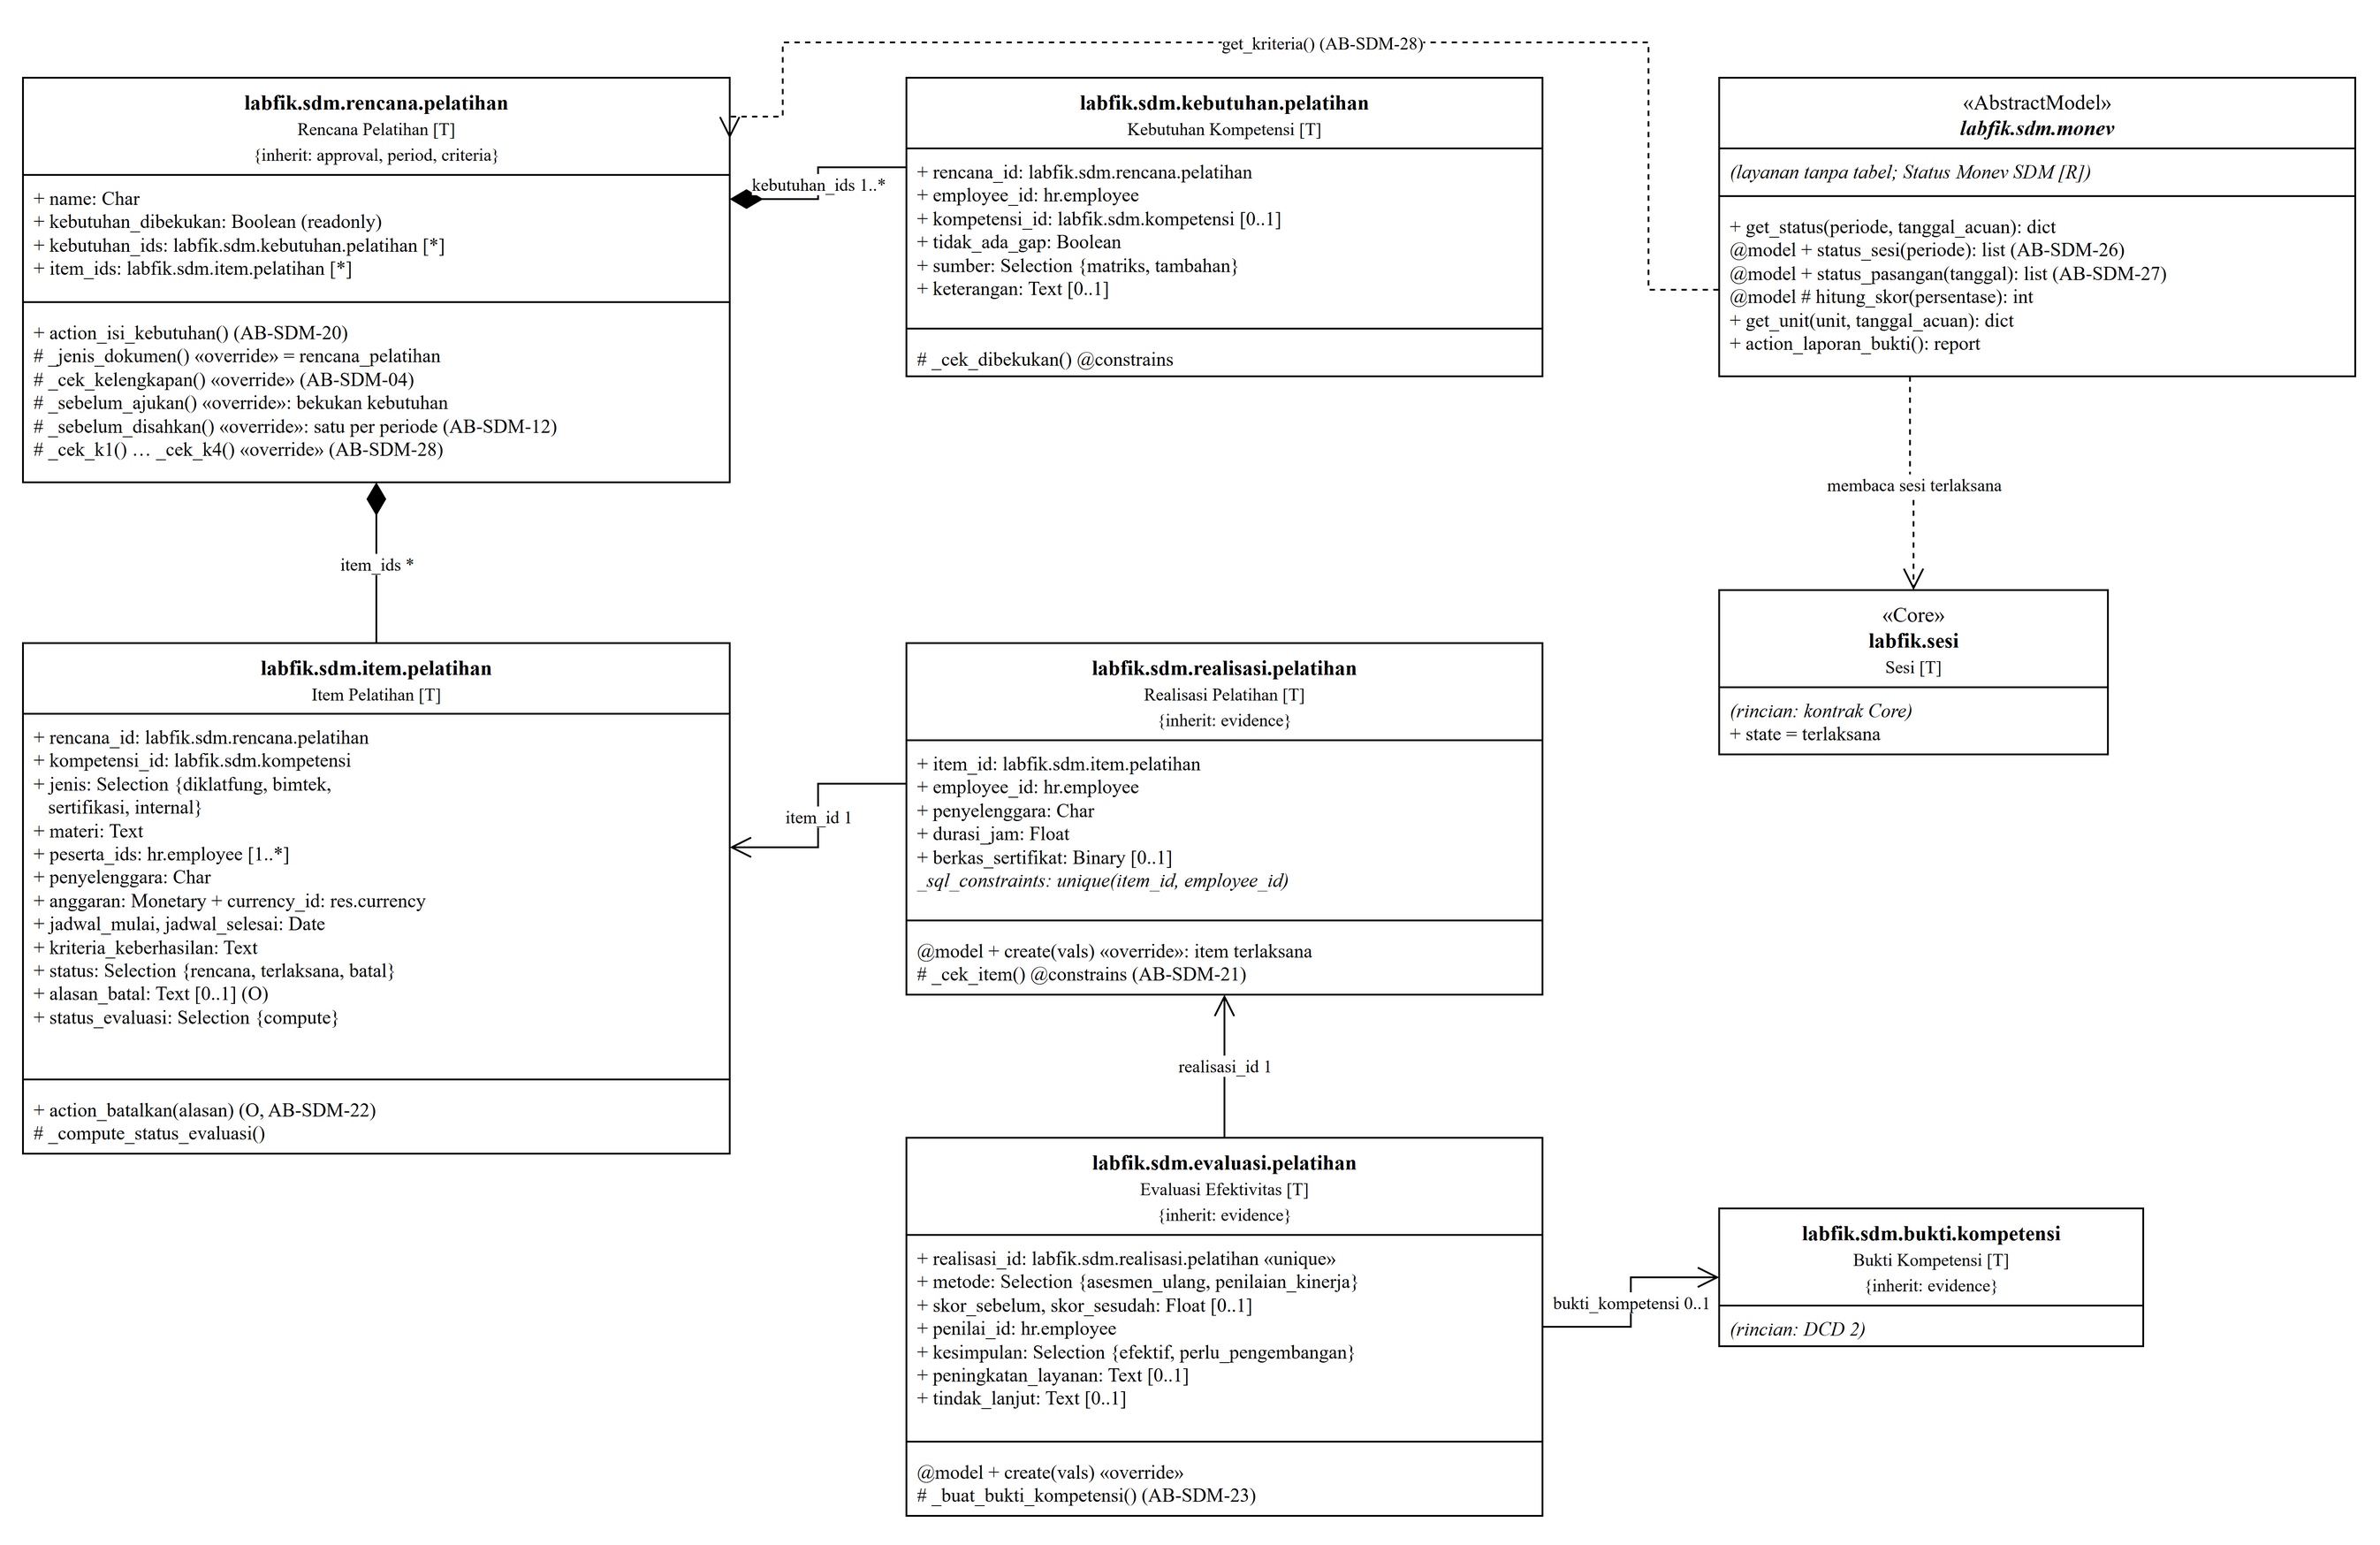 get_kriteria() (AB-SDM-28)
labfik.sdm.rencana.pelatihan
Rencana Pelatihan [T]
{inherit: approval, period, criteria}
+ name: Char
+ kebutuhan_dibekukan: Boolean (readonly)
+ kebutuhan_ids: labfik.sdm.kebutuhan.pelatihan [*]
+ item_ids: labfik.sdm.item.pelatihan [*]
+ action_isi_kebutuhan() (AB-SDM-20)
# _jenis_dokumen() «override» = rencana_pelatihan
# _cek_kelengkapan() «override» (AB-SDM-04)
# _sebelum_ajukan() «override»: bekukan kebutuhan
# _sebelum_disahkan() «override»: satu per periode (AB-SDM-12)
# _cek_k1() … _cek_k4() «override» (AB-SDM-28)
kebutuhan_ids 1..*
labfik.sdm.kebutuhan.pelatihan
Kebutuhan Kompetensi [T]
+ rencana_id: labfik.sdm.rencana.pelatihan
+ employee_id: hr.employee
+ kompetensi_id: labfik.sdm.kompetensi [0..1]
+ tidak_ada_gap: Boolean
+ sumber: Selection {matriks, tambahan}
+ keterangan: Text [0..1]
# _cek_dibekukan() @constrains
«AbstractModel»
labfik.sdm.monev
(layanan tanpa tabel; Status Monev SDM [R])
+ get_status(periode, tanggal_acuan): dict
@model + status_sesi(periode): list (AB-SDM-26)
@model + status_pasangan(tanggal): list (AB-SDM-27)
@model # hitung_skor(persentase): int
+ get_unit(unit, tanggal_acuan): dict
+ action_laporan_bukti(): report
membaca sesi terlaksana
item_ids *
«Core»
labfik.sesi
Sesi [T]
(rincian: kontrak Core)
+ state = terlaksana
labfik.sdm.item.pelatihan
Item Pelatihan [T]
+ rencana_id: labfik.sdm.rencana.pelatihan
+ kompetensi_id: labfik.sdm.kompetensi
+ jenis: Selection {diklatfung, bimtek,
sertifikasi, internal}
+ materi: Text
+ peserta_ids: hr.employee [1..*]
+ penyelenggara: Char
+ anggaran: Monetary + currency_id: res.currency
+ jadwal_mulai, jadwal_selesai: Date
+ kriteria_keberhasilan: Text
+ status: Selection {rencana, terlaksana, batal}
+ alasan_batal: Text [0..1] (O)
+ status_evaluasi: Selection {compute}
+ action_batalkan(alasan) (O, AB-SDM-22)
# _compute_status_evaluasi()
item_id 1
labfik.sdm.realisasi.pelatihan
Realisasi Pelatihan [T]
{inherit: evidence}
+ item_id: labfik.sdm.item.pelatihan
+ employee_id: hr.employee
+ penyelenggara: Char
+ durasi_jam: Float
+ berkas_sertifikat: Binary [0..1]
_sql_constraints: unique(item_id, employee_id)
@model + create(vals) «override»: item terlaksana
# _cek_item() @constrains (AB-SDM-21)
realisasi_id 1
labfik.sdm.evaluasi.pelatihan
Evaluasi Efektivitas [T]
{inherit: evidence}
+ realisasi_id: labfik.sdm.realisasi.pelatihan «unique»
+ metode: Selection {asesmen_ulang, penilaian_kinerja}
+ skor_sebelum, skor_sesudah: Float [0..1]
+ penilai_id: hr.employee
+ kesimpulan: Selection {efektif, perlu_pengembangan}
+ peningkatan_layanan: Text [0..1]
+ tindak_lanjut: Text [0..1]
@model + create(vals) «override»
# _buat_bukti_kompetensi() (AB-SDM-23)
bukti_kompetensi 0..1
labfik.sdm.bukti.kompetensi
Bukti Kompetensi [T]
{inherit: evidence}
(rincian: DCD 2)